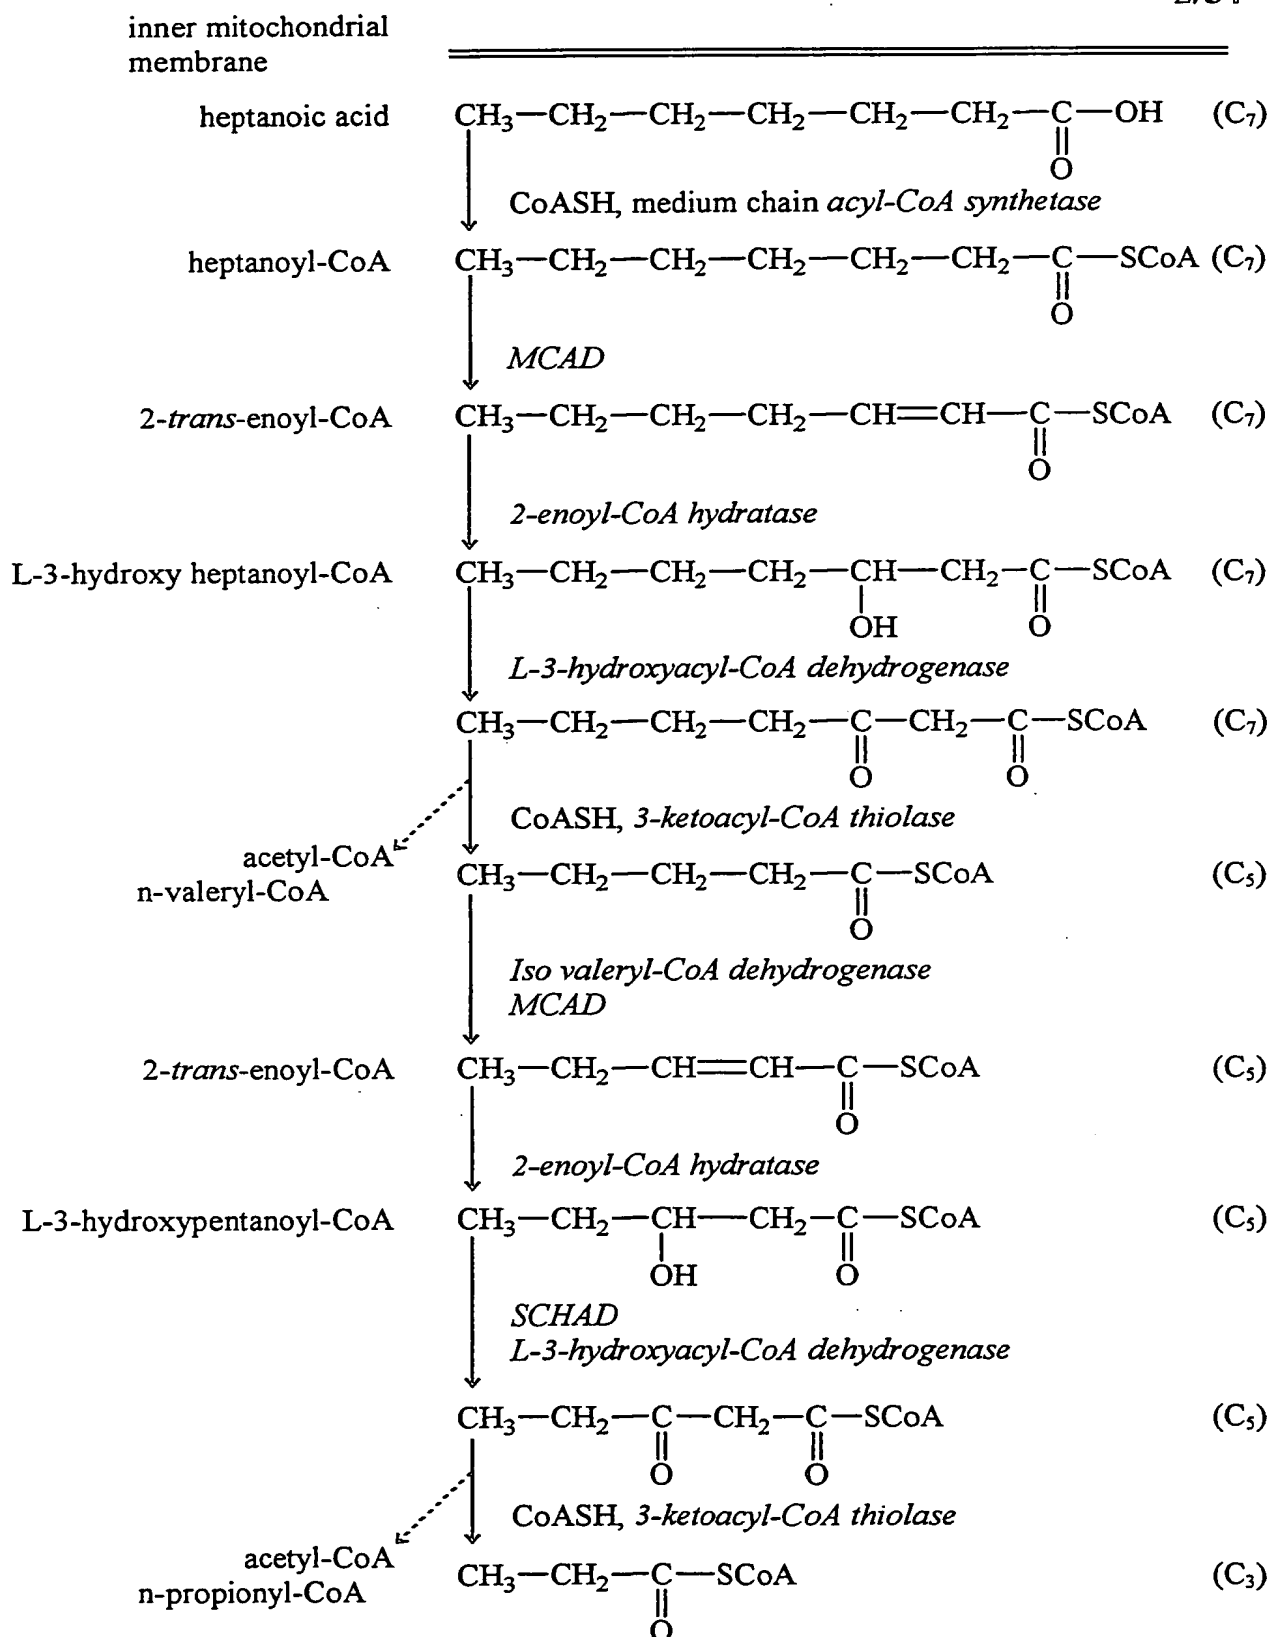 2/34
inner mitochondrial
membrane
heptanoic acid CH₃—CH₂—CH₂—CH₂—CH₂—CH₂—C—OH (C₇)
O
CoASH, medium chain acyl-CoA synthetase
heptanoyl-CoA CH₃—CH₂—CH₂—CH₂—CH₂—CH₂—C—SCoA (C₇)
O
MCAD
2-trans-enoyl-CoA CH₃—CH₂—CH₂—CH₂—CH=CH—C—SCoA (C₇)
O
2-enoyl-CoA hydratase
L-3-hydroxy heptanoyl-CoA CH₃—CH₂—CH₂—CH₂—CH—CH₂—C—SCoA (C₇)
OH O
L-3-hydroxyacyl-CoA dehydrogenase
CH₃—CH₂—CH₂—CH₂—C—CH₂—C—SCoA (C₇)
O O
CoASH, 3-ketoacyl-CoA thiolase
acetyl-CoA
n-valeryl-CoA CH₃—CH₂—CH₂—CH₂—C—SCoA (C₅)
O
Iso valeryl-CoA dehydrogenase
MCAD
2-trans-enoyl-CoA CH₃—CH₂—CH=CH—C—SCoA (C₅)
O
2-enoyl-CoA hydratase
L-3-hydroxypentanoyl-CoA CH₃—CH₂—CH—CH₂—C—SCoA (C₅)
OH O
SCHAD
L-3-hydroxyacyl-CoA dehydrogenase
CH₃—CH₂—C—CH₂—C—SCoA (C₅)
O O
CoASH, 3-ketoacyl-CoA thiolase
acetyl-CoA
n-propionyl-CoA CH₃—CH₂—C—SCoA (C₃)
O